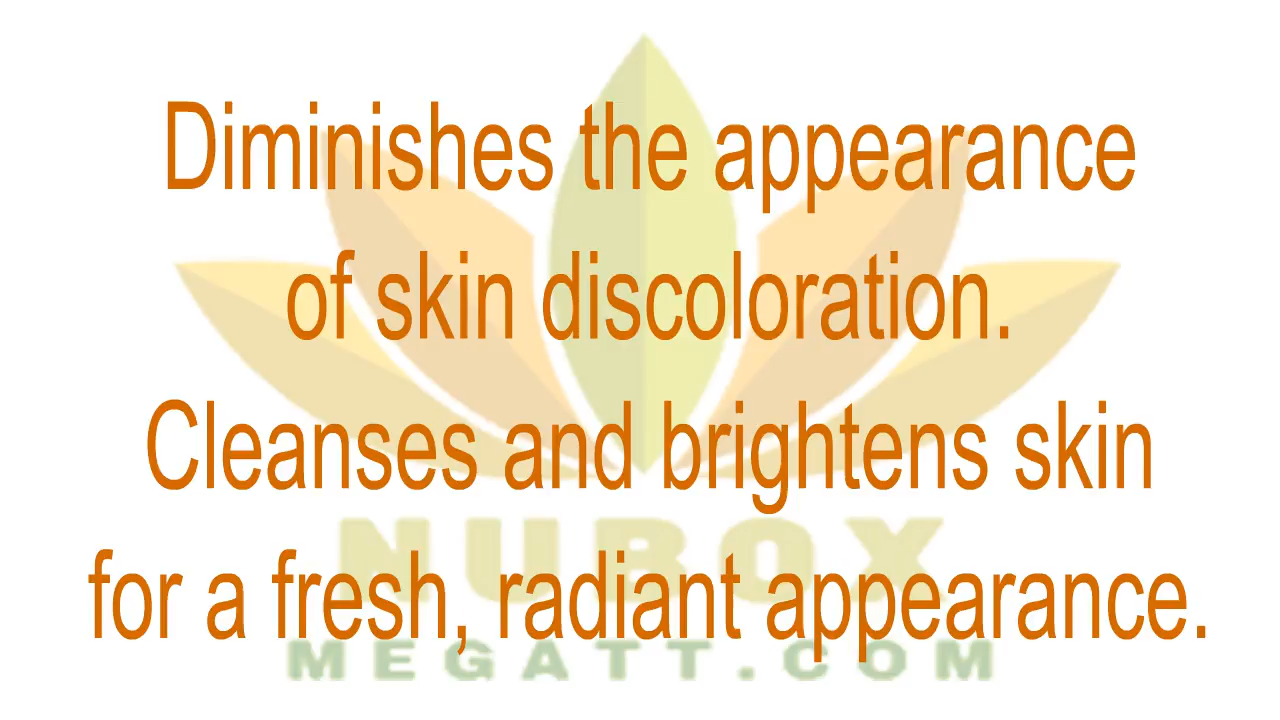 Diminishes the appearance
of skin discoloration.
Cleanses and brightens skin
NUBOX
for a fresh, radiant appearance.
MEGATT.COM